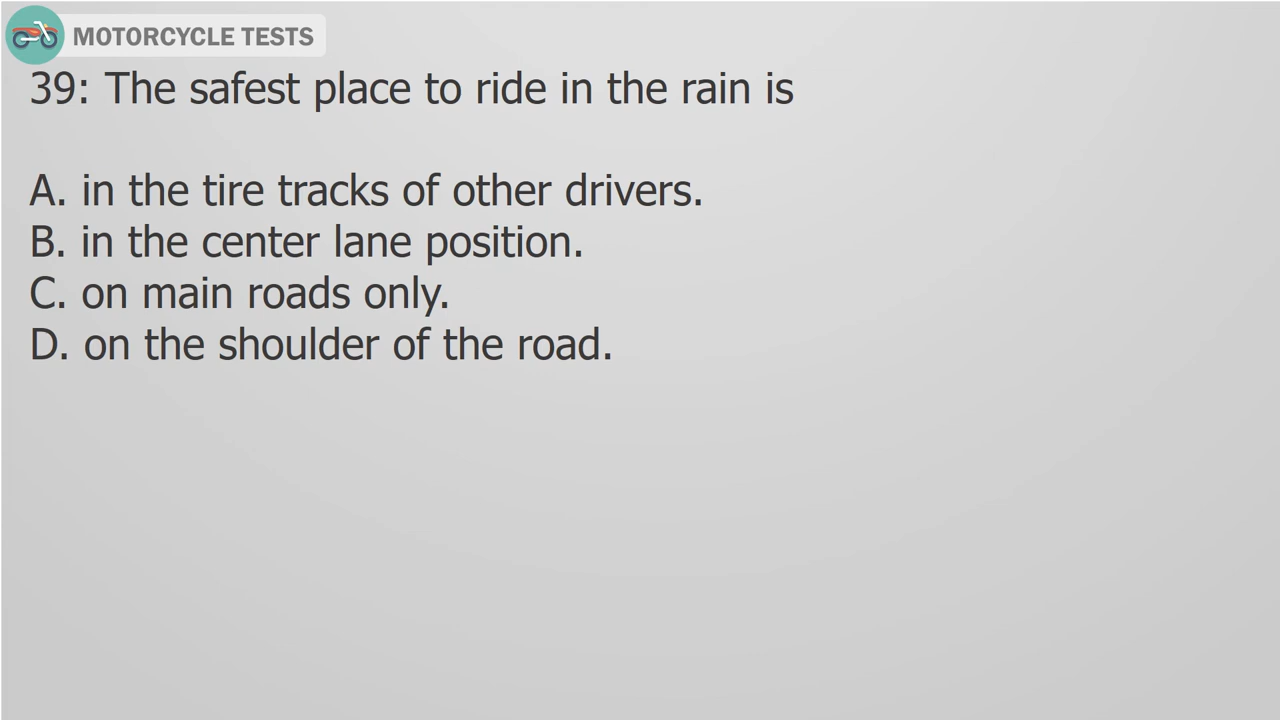 MOTORCYCLE TESTS
39: The safest place to ride in the rain is
A. in the tire tracks of other drivers.
B. in the center lane position.
C. on main roads only.
D. on the shoulder of the road.